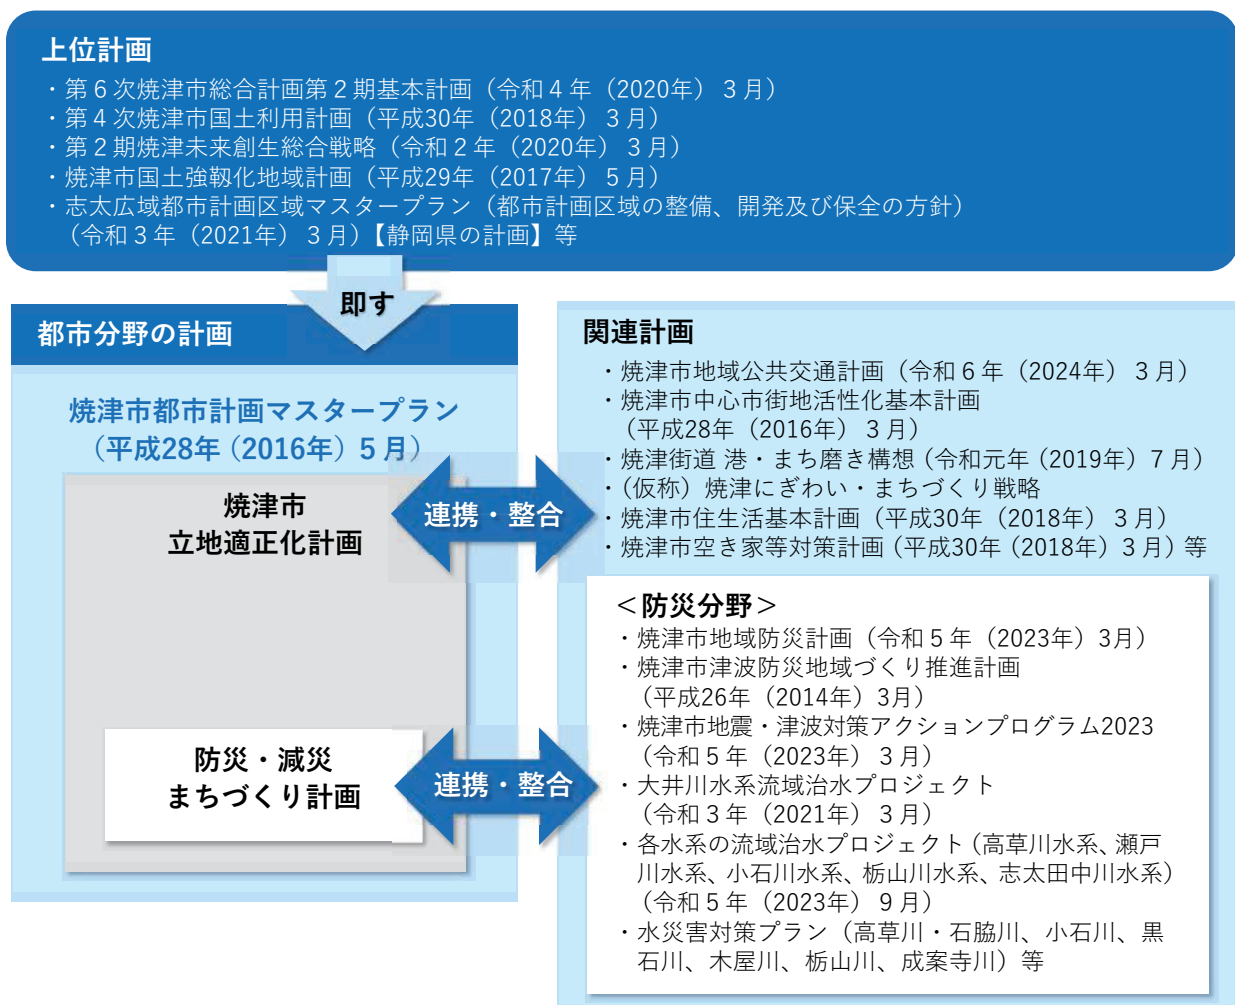 上位計画
・第６次焼津市総合計画第２期基本計画（令和４年（2020年）３月）
・第４次焼津市国土利用計画（平成30年（2018年）３月）
・第２期焼津未来創生総合戦略（令和２年（2020年）３月）
・焼津市国土強靱化地域計画（平成29年（2017年）５月）
・志太広域都市計画区域マスタープラン（都市計画区域の整備、開発及び保全の方針）
（令和３年（2021年）３月）【静岡県の計画】等
即す
都市分野の計画
焼津市都市計画マスタープラン
（平成28年（2016年）５月）
焼津市
立地適正化計画
防災・減災
まちづくり計画
連携・整合
連携・整合
関連計画
・焼津市地域公共交通計画（令和６年（2024年）３月）
・焼津市中心市街地活性化基本計画
（平成28年（2016年）３月）
・焼津街道 港・まち磨き構想（令和元年（2019年）７月）
・（仮称）焼津にぎわい・まちづくり戦略
・焼津市住生活基本計画（平成30年（2018年）３月）
・焼津市空き家等対策計画（平成30年（2018年）３月）等
＜防災分野＞
・焼津市地域防災計画（令和５年（2023年）3月）
・焼津市津波防災地域づくり推進計画
（平成26年（2014年）3月）
・焼津市地震・津波対策アクションプログラム2023
（令和５年（2023年）３月）
・大井川水系流域治水プロジェクト
（令和３年（2021年）３月）
・各水系の流域治水プロジェクト（高草川水系、瀬戸
川水系、小石川水系、栃山川水系、志太田中川水系）
（令和５年（2023年）９月）
・水災害対策プラン（高草川・石脇川、小石川、黒
石川、木屋川、栃山川、成案寺川）等